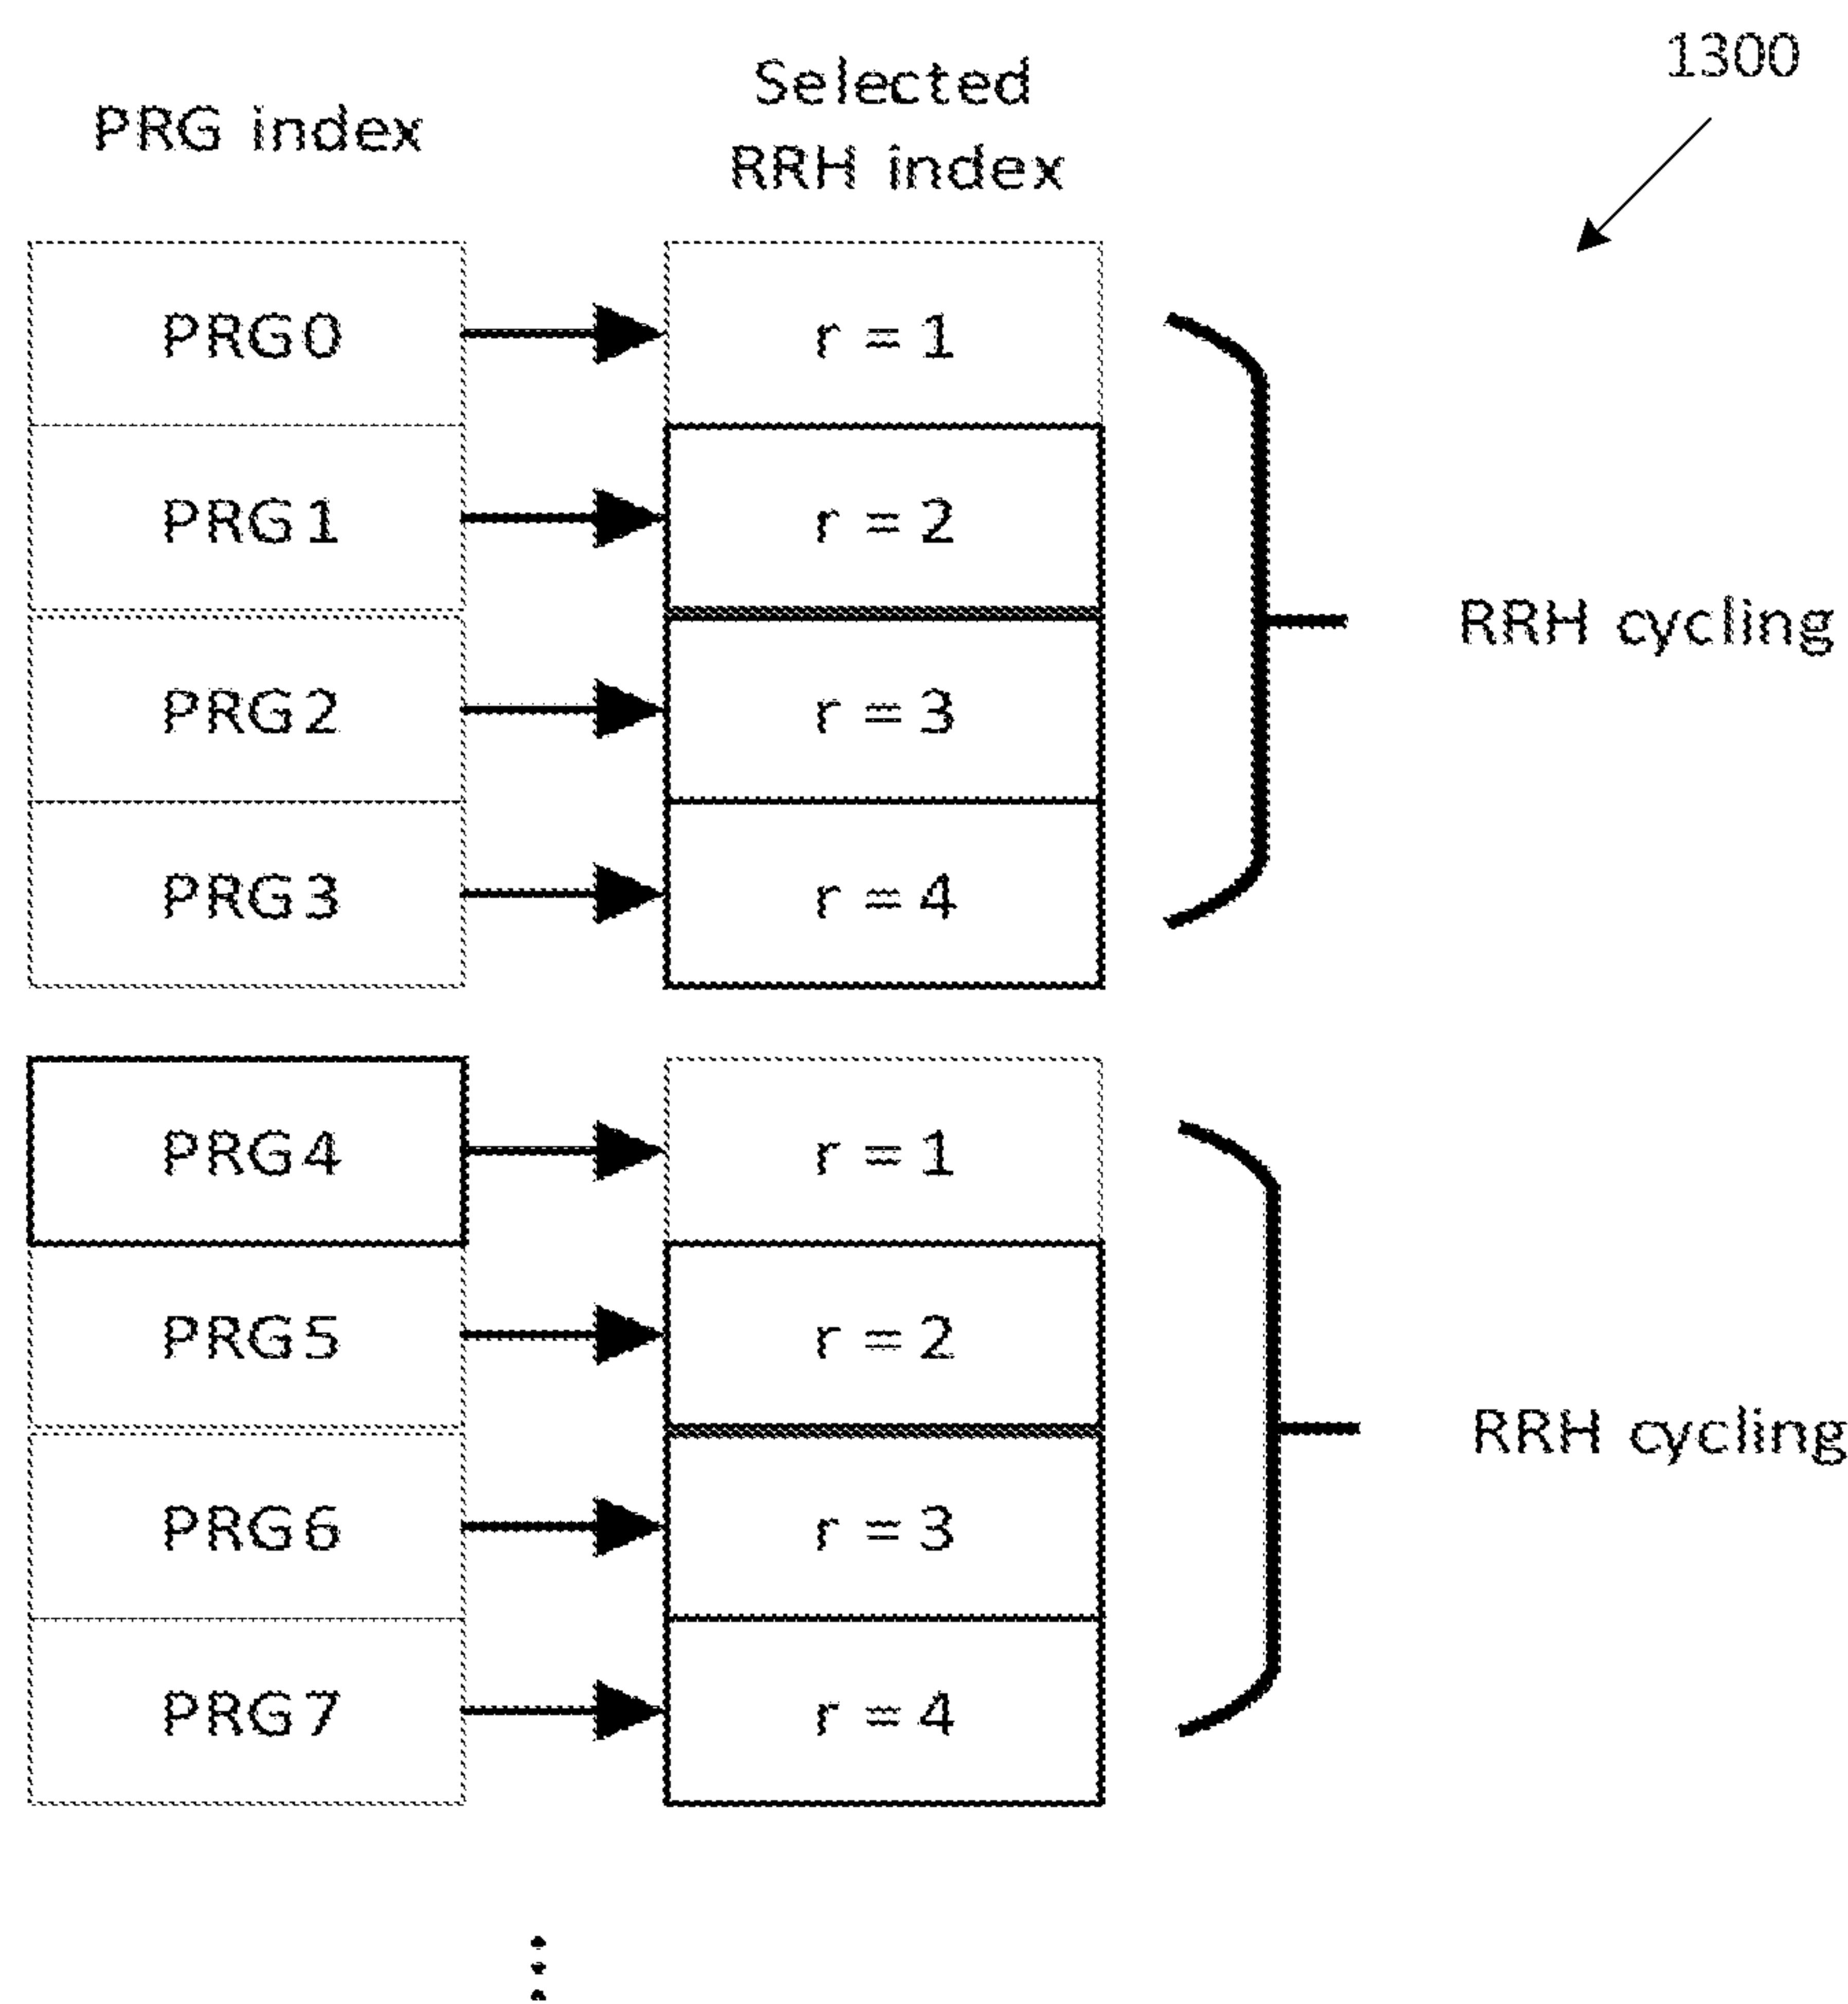 1300
PRG index
Selected
RRH index
PRG0
r = 1
PRG1
r = 2
PRG2
r = 3
PRG3
r = 4
RRH cycling
PRG4
r = 1
PRG5
r = 2
PRG6
r = 3
PRG7
r = 4
RRH cycling